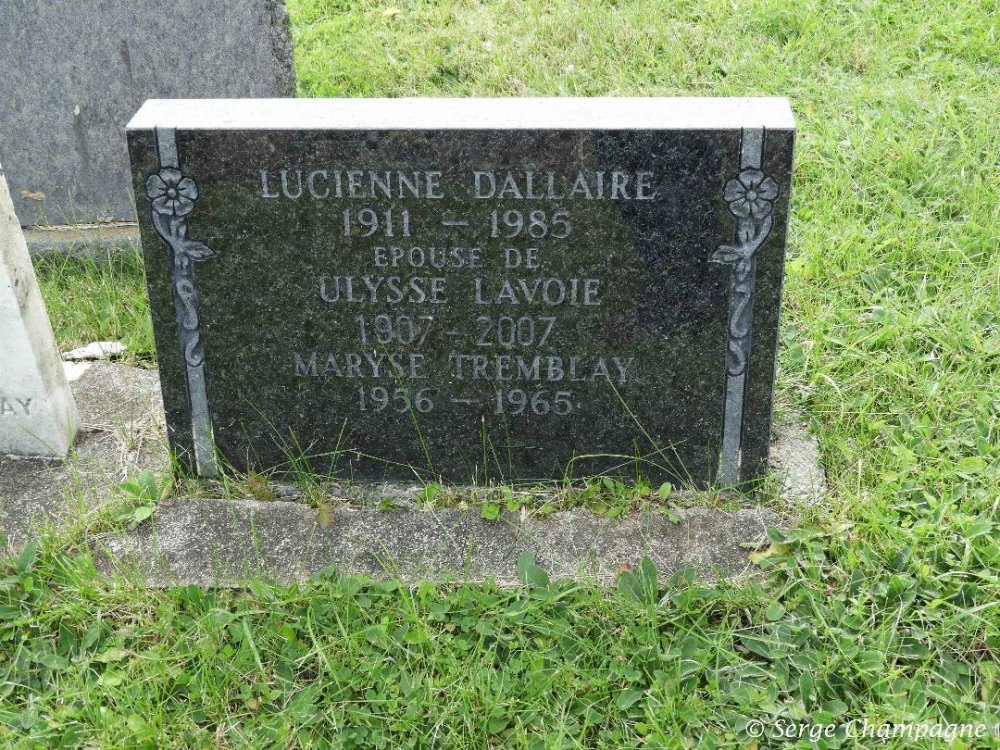 LUCIENNE DALLAIRE
1911 — 1985
EPOUSE DE
ULYSSE LAVOIE
1907 — 2007
MARYSE TREMBLAY
1956 — 1965
AY
© Serge Champagne